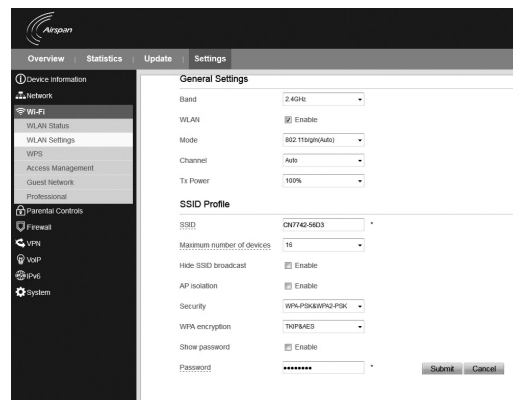 Airspan
Overview | Statistics | Update | Settings
Device Information
Network
Wi-Fi
WLAN Status
WLAN Settings
WPS
Access Management
Guest Network
Professional
Parental Controls
Firewall
VPN
VoIP
IPv6
System
General Settings
Band 2.4GHz
WLAN Enable
Mode 802.11b/g/n(Auto)
Channel Auto
Tx Power 100%
SSID Profile
SSID CN7742-56D3 *
Maximum number of devices 16
Hide SSID broadcast Enable
AP isolation Enable
Security WPA-PSK&WPA2-PSK
WPA encryption TKIP&AES
Show password Enable
Password •••••••• *
Submit Cancel